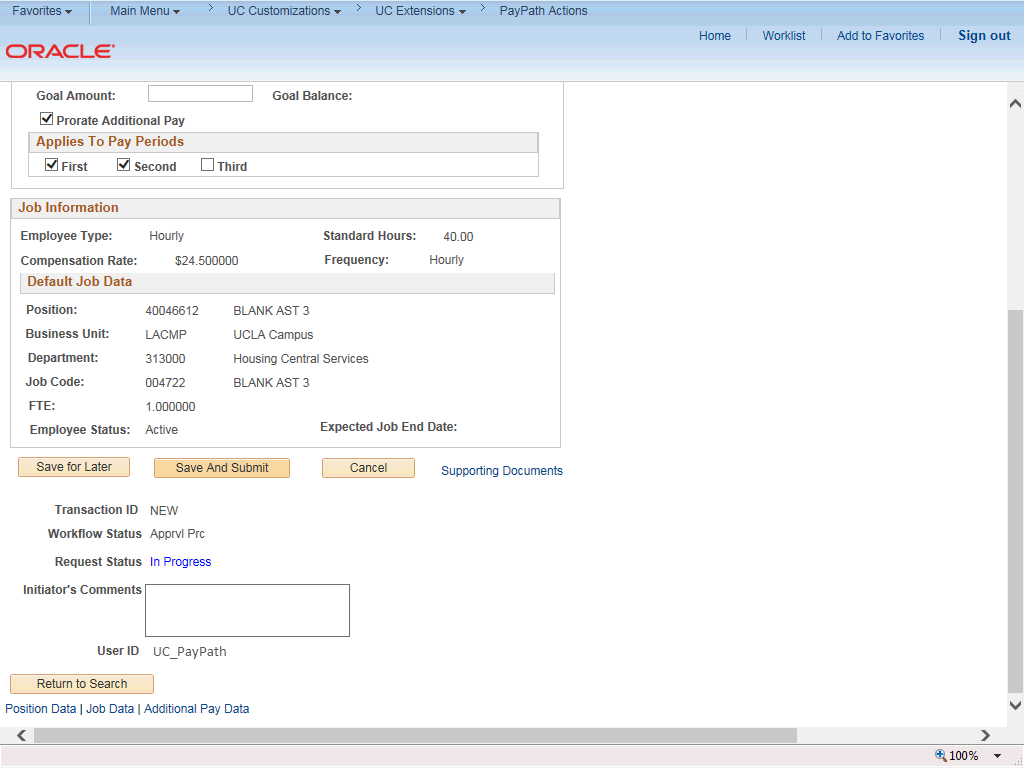 Favorites Main Menu > UC Customizations > UC Extensions > PayPath Actions
Home Worklist Add to Favorites Sign out
ORACLE
Goal Amount: Goal Balance:
Prorate Additional Pay
Applies To Pay Periods
First Second Third
Job Information
Employee Type: Hourly Standard Hours: 40.00
Compensation Rate: $24.500000 Frequency: Hourly
Default Job Data
Position: 40046612 BLANK AST 3
Business Unit: LACMP UCLA Campus
Department: 313000 Housing Central Services
Job Code: 004722 BLANK AST 3
FTE: 1.000000
Employee Status: Active Expected Job End Date:
Save for Later Save And Submit Cancel Supporting Documents
Transaction ID NEW
Workflow Status Apprvl Prc
Request Status In Progress
Initiator's Comments
User ID UC_PayPath
Return to Search
Position Data | Job Data | Additional Pay Data
100%